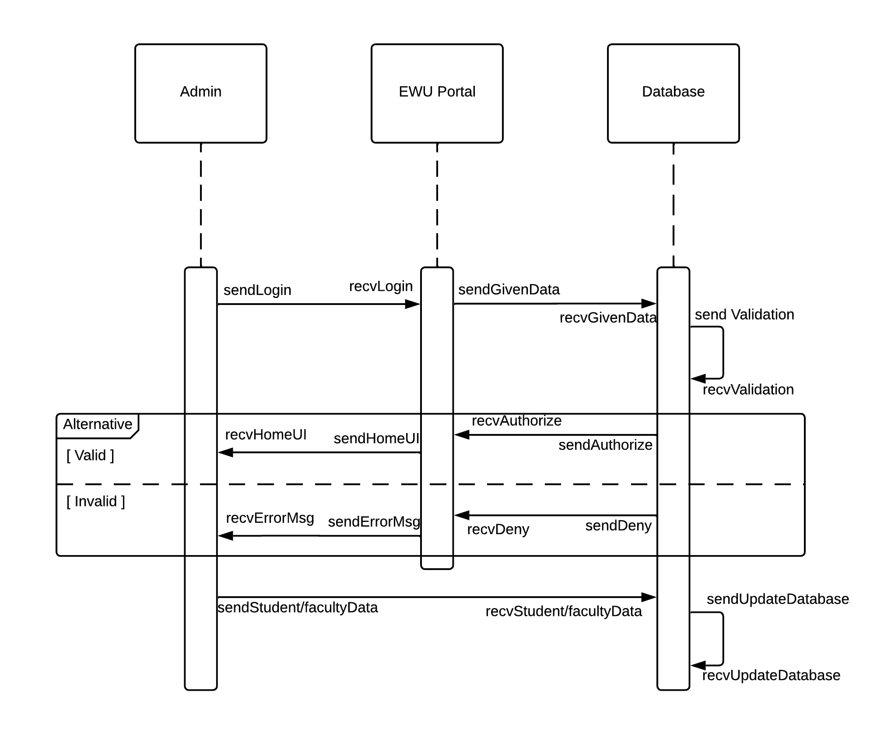 Admin
EWU Portal
Database
sendLogin
recvLogin
sendGivenData
recvGivenData
send Validation
recvValidation
Alternative
[ Valid ]
recvHomeUI
sendHomeUI
recvAuthorize
sendAuthorize
[ Invalid ]
recvErrorMsg
sendErrorMsg
recvDeny
sendDeny
sendStudent/facultyData
recvStudent/facultyData
sendUpdateDatabase
recvUpdateDatabase